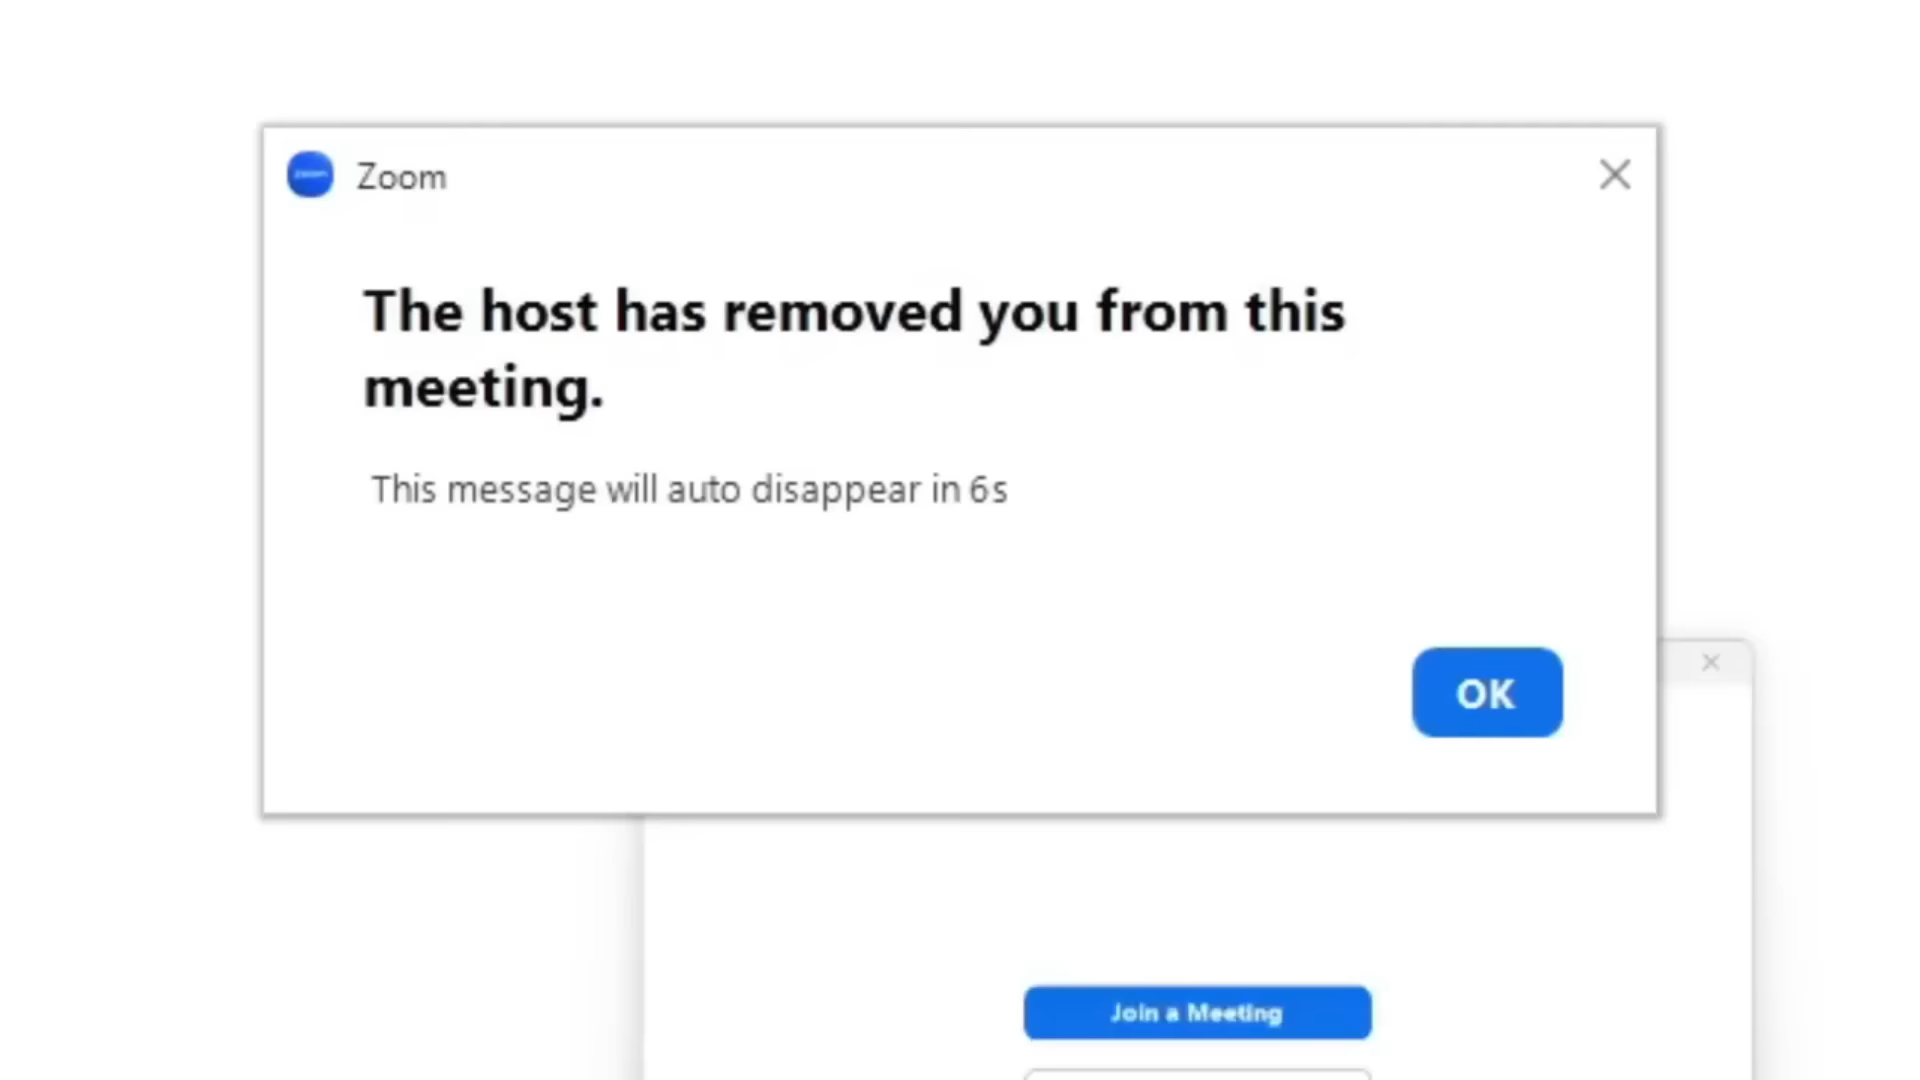 Zoom
The host has removed you from this
meeting.
This message will auto disappear in 6s
OK
Join a Meeting